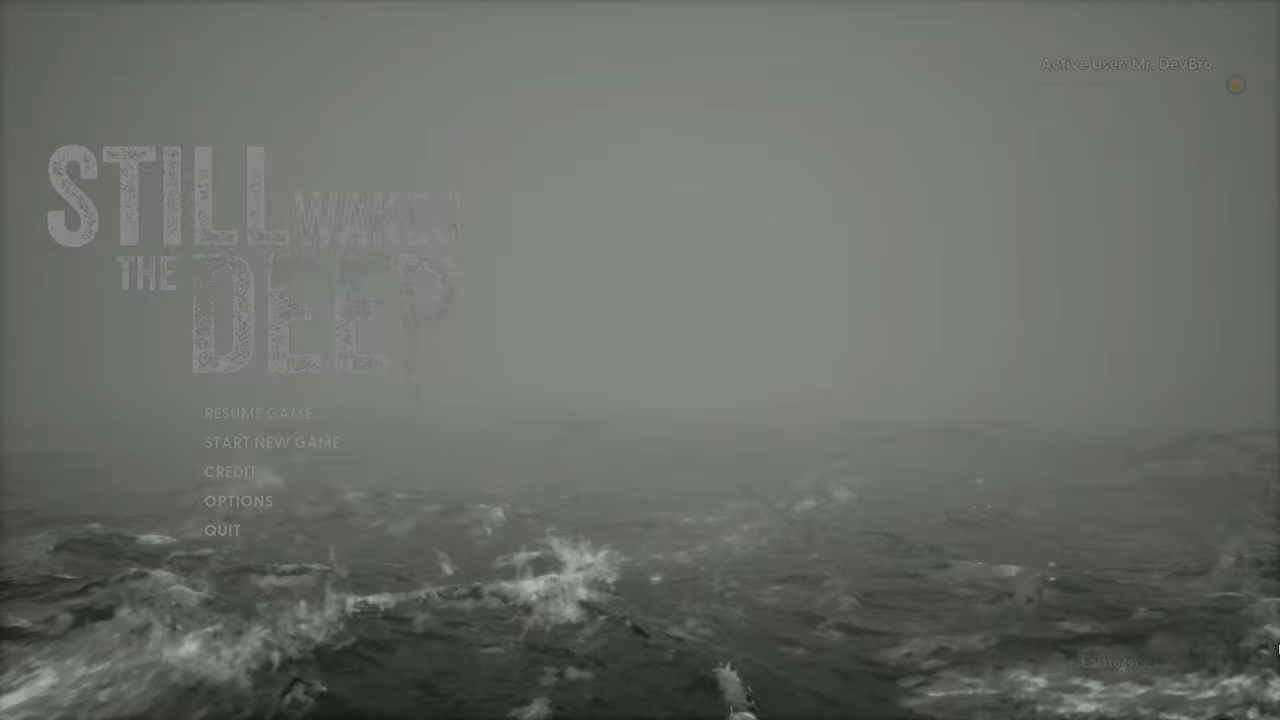 Active User: Mr. DevBro
STILL WAKES
THE DEEP
RESUME GAME
START NEW GAME
CREDIT
OPTIONS
QUIT